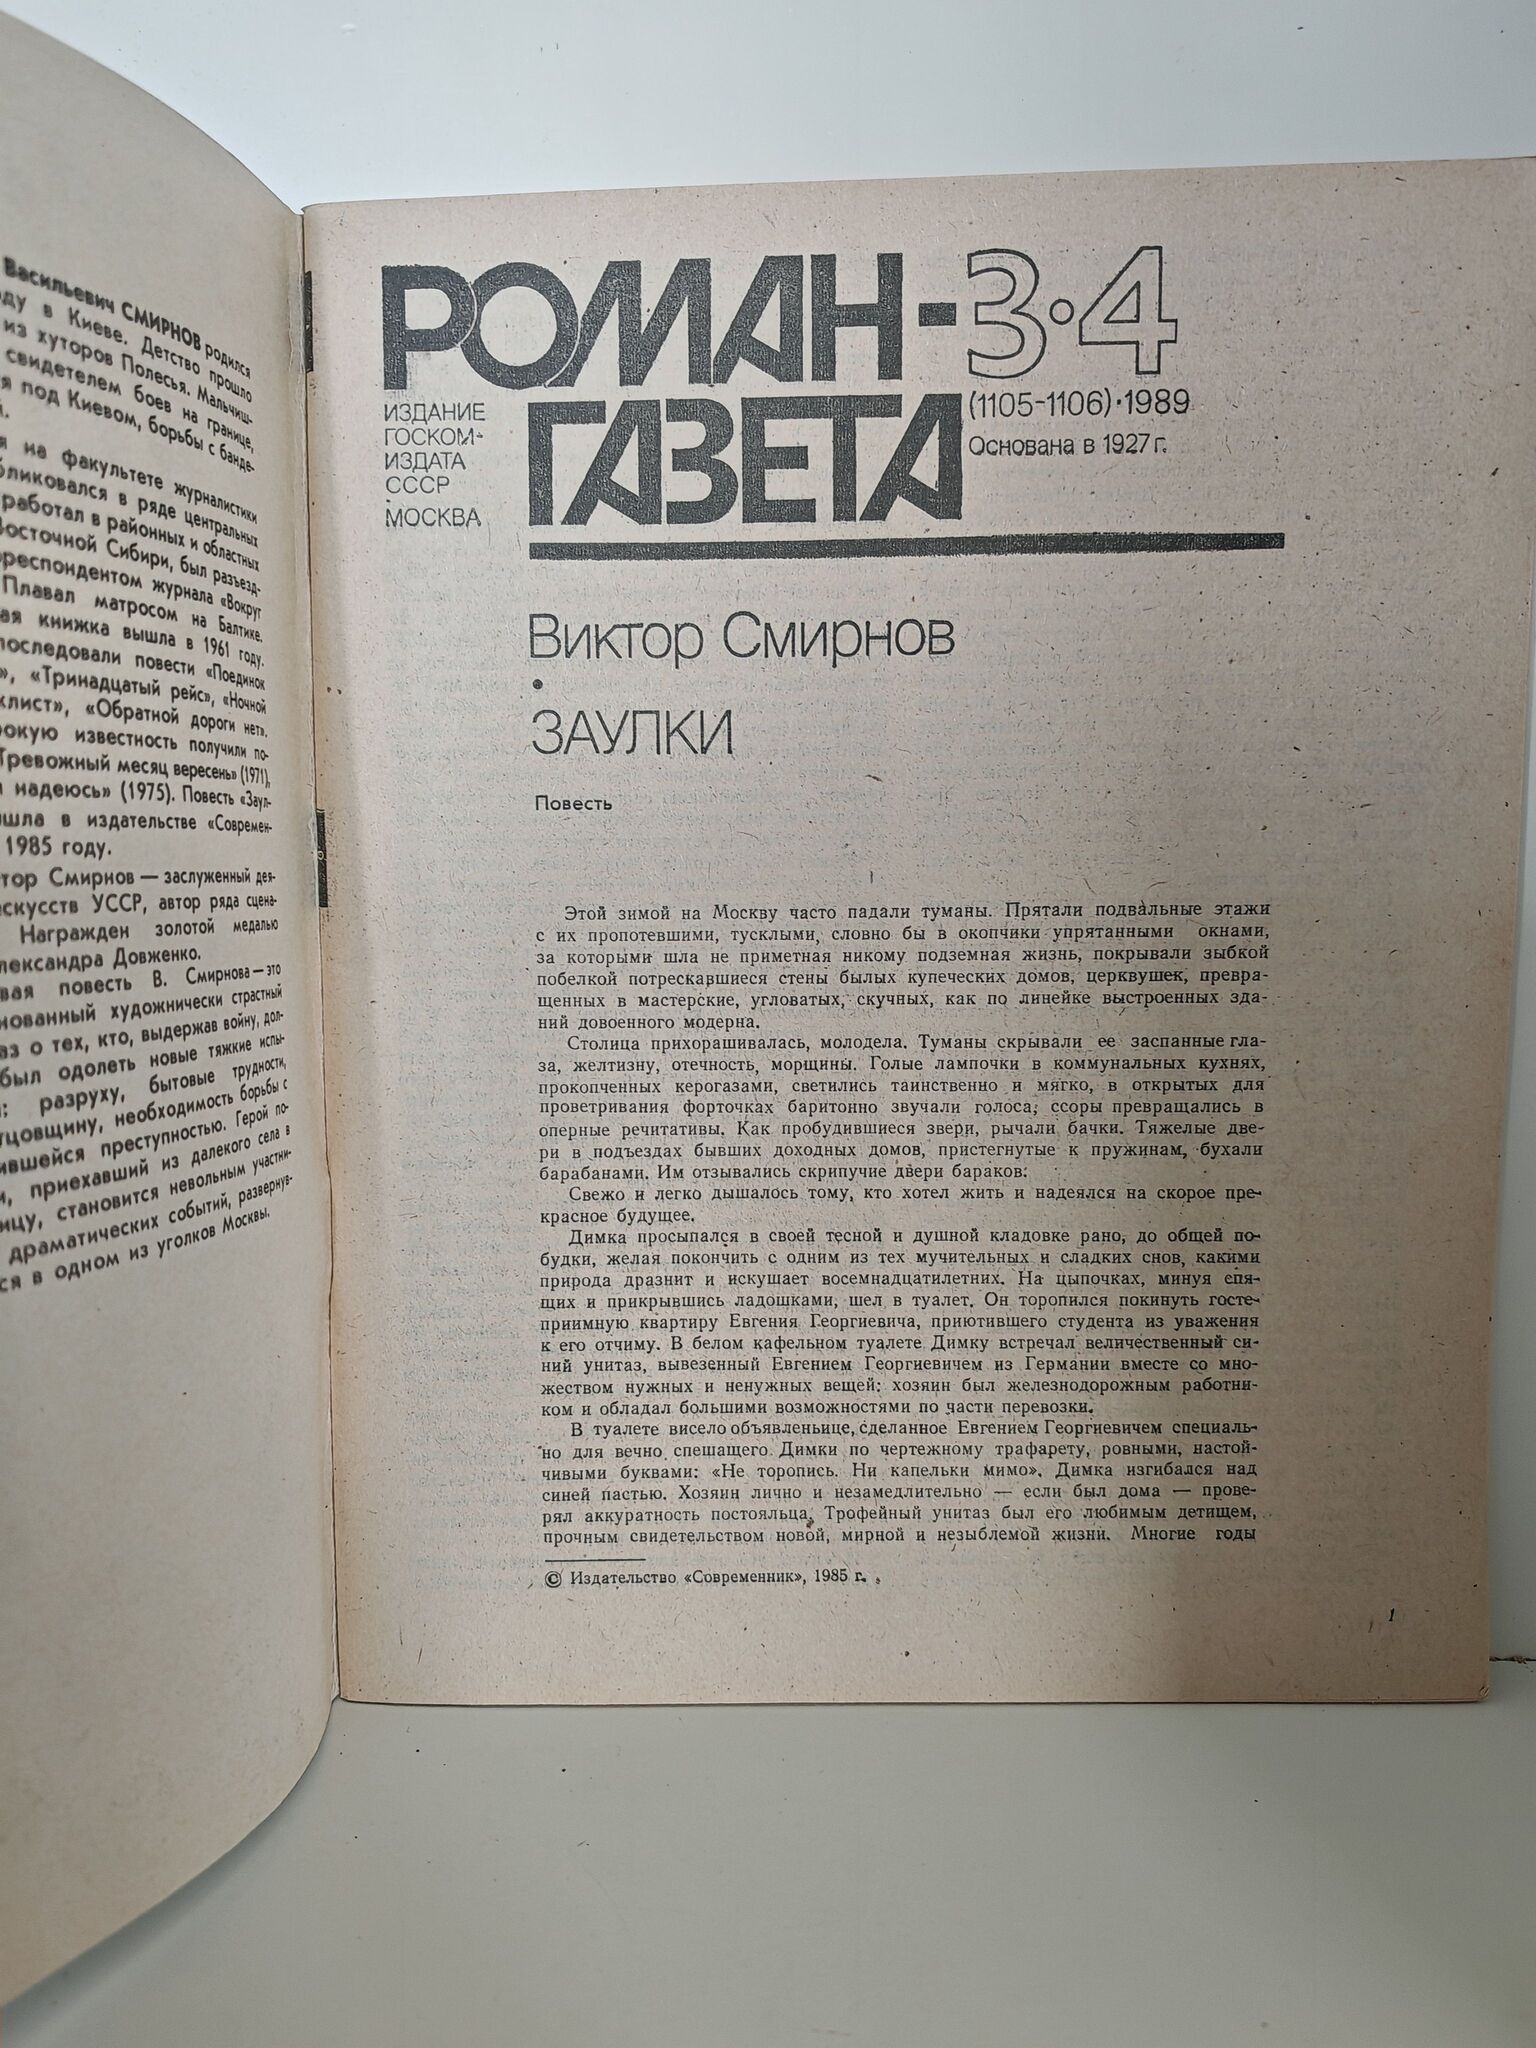 Васильевич СМИРНОВ родился
в Киеве. Детство прошло
из хуторов Полесья. Мальчиш-
свидетелем боев на границе,
под Киевом, борьбы с банде-
на факультете журналистики
в ряде центральных
работал в районных и областных
Восточной Сибири, был разъезд-
журнала «Вокруг
Плавал матросом на Балтике.
книжка вышла в 1961 году.
последовали повести «Поединок
», «Тринадцатый рейс», «Ночной
«Обратной дороги нет».
известность получили по-
Тревожный месяц вересень» (1971),
надеюсь» (1975). Повесть «Заул-
в издательстве «Современ-
1985 году.
Смирнов — заслуженный дея-
УССР, автор ряда сцена-
Награжден золотой медалью
Довженко.
повесть В. Смирнова — это
художнически страстный
о тех, кто, выдержав войну, дол-
был одолеть новые тяжкие испы-
разруху, бытовые трудности,
необходимость борьбы с
преступностью. Герой по-
приехавший из далекого села в
становится невольным участни-
драматических событий, развернув-
в одном из уголков Москвы.
РОМАН-3·4
ГАЗЕТА
(1105-1106)·1989
Основана в 1927 г.
ИЗДАНИЕ
ГОСКОМ-
ИЗДАТА
СССР
·
МОСКВА
Виктор Смирнов
•
ЗАУЛКИ
Повесть
Этой зимой на Москву часто падали туманы. Прятали подвальные этажи
с их пропотевшими, тусклыми, словно бы в окопчики упрятанными окнами,
за которыми шла не приметная никому подземная жизнь, покрывали зыбкой
побелкой потрескавшиеся стены былых купеческих домов, церквушек, превра-
щенных в мастерские, угловатых, скучных, как по линейке выстроенных зда-
ний довоенного модерна.
Столица прихорашивалась, молодела. Туманы скрывали ее заспанные гла-
за, желтизну, отечность, морщины. Голые лампочки в коммунальных кухнях,
прокопченных керогазами, светились таинственно и мягко, в открытых для
проветривания форточках баритонно звучали голоса; ссоры превращались в
оперные речитативы. Как пробудившиеся звери, рычали бачки. Тяжелые две-
ри в подъездах бывших доходных домов, пристегнутые к пружинам, бухали
барабанами. Им отзывались скрипучие двери бараков.
Свежо и легко дышалось тому, кто хотел жить и надеялся на скорое пре-
красное будущее.
Димка просыпался в своей тесной и душной кладовке рано, до общей по-
будки, желая покончить с одним из тех мучительных и сладких снов, какими
природа дразнит и искушает восемнадцатилетних. На цыпочках, минуя спя-
щих и прикрывшись ладошками, шел в туалет. Он торопился покинуть госте-
приимную квартиру Евгения Георгиевича, приютившего студента из уважения
к его отчиму. В белом кафельном туалете Димку встречал величественный си-
ний унитаз, вывезенный Евгением Георгиевичем из Германии вместе со мно-
жеством нужных и ненужных вещей: хозяин был железнодорожным работни-
ком и обладал большими возможностями по части перевозки.
В туалете висело объявленьице, сделанное Евгением Георгиевичем специаль-
но для вечно спешащего Димки по чертежному трафарету, ровными, настой-
чивыми буквами: «Не торопись. Ни капельки мимо». Димка изгибался над
синей пастью. Хозяин лично и незамедлительно — если был дома — прове-
рял аккуратность постояльца. Трофейный унитаз был его любимым детищем,
прочным свидетельством новой, мирной и незыблемой жизни. Многие годы
© Издательство «Современник», 1985 г.
1